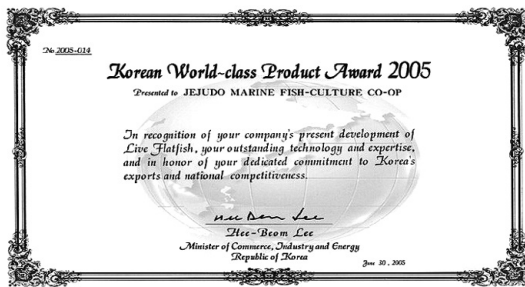 No. 2005-014
Korean World-class Product Award 2005
Presented to JEJUDO MARINE FISH-CULTURE CO-OP
In recognition of your company's present development of
Live Flatfish, your outstanding technology and expertise,
and in honor of your dedicated commitment to Korea's
exports and national competitiveness.
Hee Beom Lee
Hee-Beom Lee
Minister of Commerce, Industry and Energy
Republic of Korea
June 30, 2005